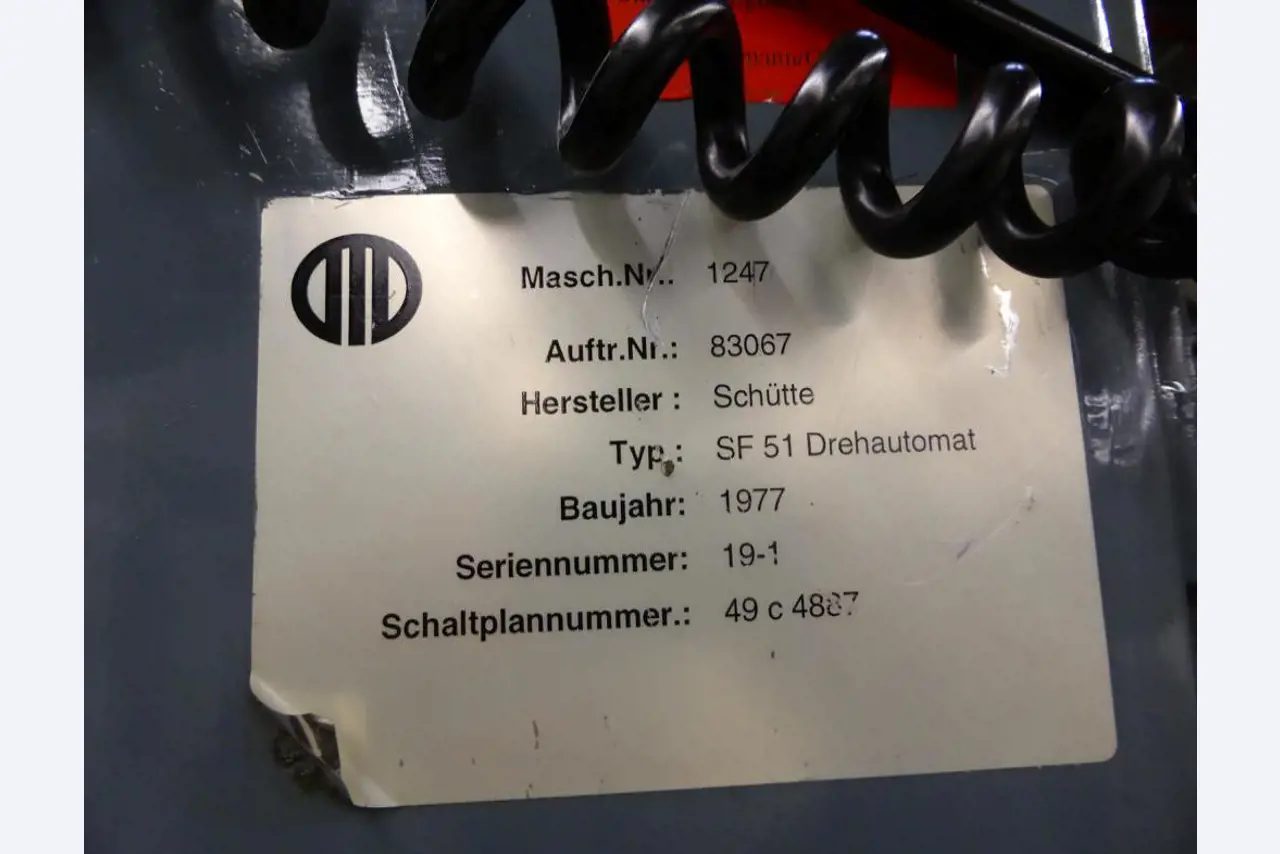 Masch.Nr.: 1247
Auftr.Nr.: 83067
Hersteller : Schütte
Typ.: SF 51 Drehautomat
Baujahr: 1977
Seriennummer: 19-1
Schaltplannummer.: 49 c 4887